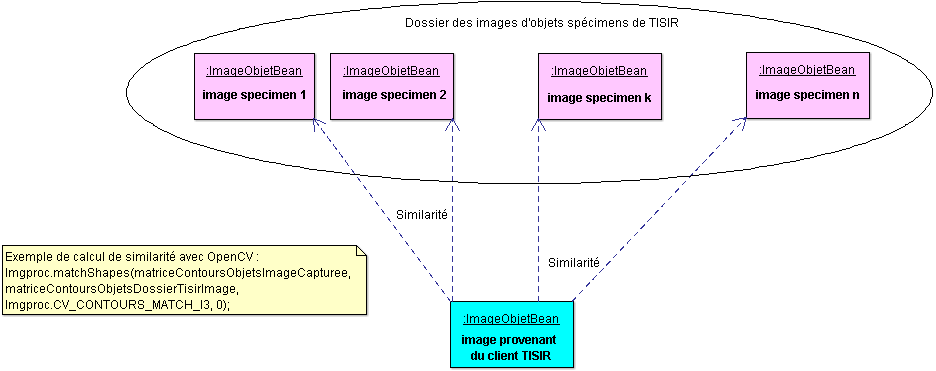 Dossier des images d'objets spécimens de TISIR
:ImageObjetBean
image specimen 1
:ImageObjetBean
image specimen 2
:ImageObjetBean
image specimen k
:ImageObjetBean
image specimen n
Similarité
Similarité
Exemple de calcul de similarité avec OpenCV :
Imgproc.matchShapes(matriceContoursObjetsImageCapturee,
matriceContoursObjetsDossierTisirImage,
Imgproc.CV_CONTOURS_MATCH_I3, 0);
:ImageObjetBean
image provenant
du client TISIR